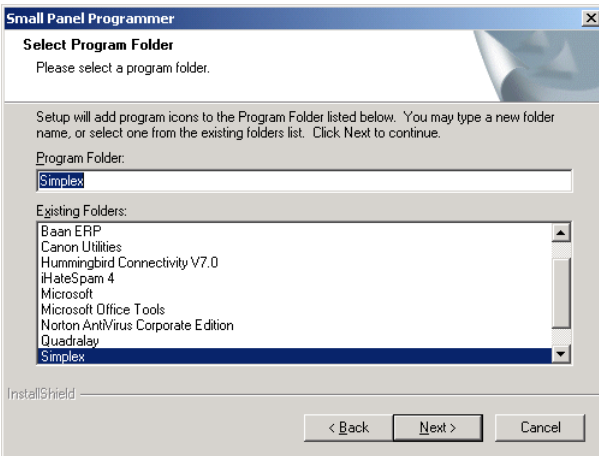 Small Panel Programmer
Select Program Folder
Please select a program folder.
Setup will add program icons to the Program Folder listed below. You may type a new folder
name, or select one from the existing folders list. Click Next to continue.
Program Folder:
Simplex
Existing Folders:
Baan ERP
Canon Utilities
Hummingbird Connectivity V7.0
iHateSpam 4
Microsoft
Microsoft Office Tools
Norton AntiVirus Corporate Edition
Quadralay
Simplex
InstallShield
< Back Next > Cancel